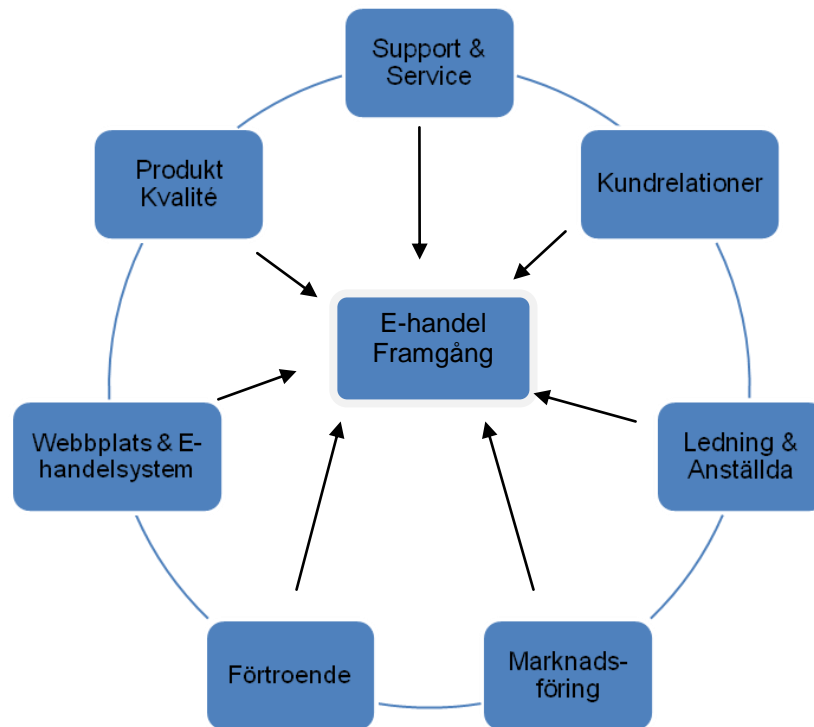 Support &
Service
Produkt
Kvalité
Kundrelationer
E-handel
Framgång
Webbplats & E-
handelsystem
Ledning &
Anställda
Förtroende
Marknads-
föring